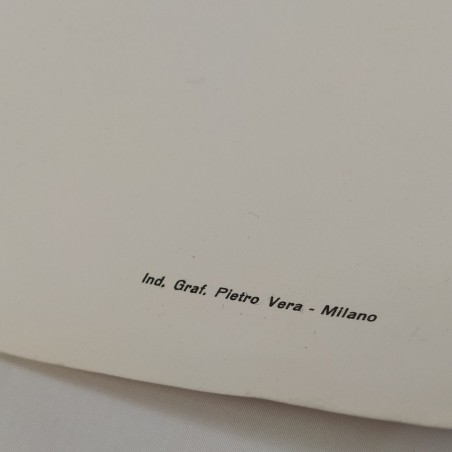 Ind. Graf. Pietro Vera - Milano